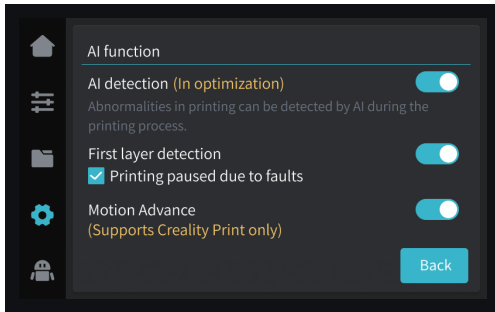 AI function
AI detection (In optimization)
Abnormalities in printing can be detected by AI during the
printing process.
First layer detection
Printing paused due to faults
Motion Advance
(Supports Creality Print only)
Back